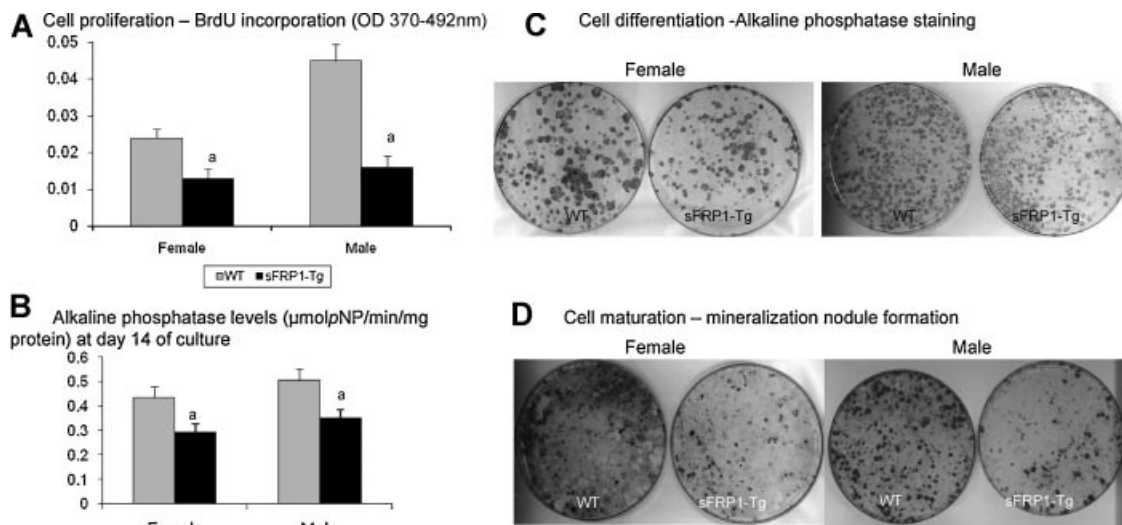 A
Cell proliferation – BrdU incorporation (OD 370-492nm)
0.05
0.04
0.03
0.02
0.01
0
a
a
Female
Male
WT
sFRP1-Tg
B
Alkaline phosphatase levels (µmolpNP/min/mg
protein) at day 14 of culture
0.6
0.5
0.4
0.3
0.2
0.1
0
a
a
C
Cell differentiation -Alkaline phosphatase staining
Female
Male
WT
sFRP1-Tg
WT
sFRP1-Tg
D
Cell maturation – mineralization nodule formation
Female
Male
WT
sFRP1-Tg
WT
sFRP1-Tg